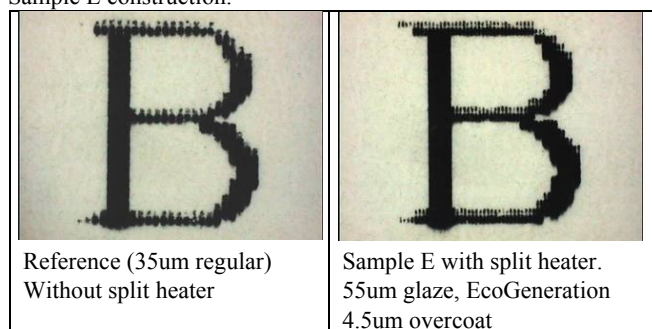 Sample E construction.
B
B
Reference (35um regular)
Without split heater
Sample E with split heater.
55um glaze, EcoGeneration
4.5um overcoat